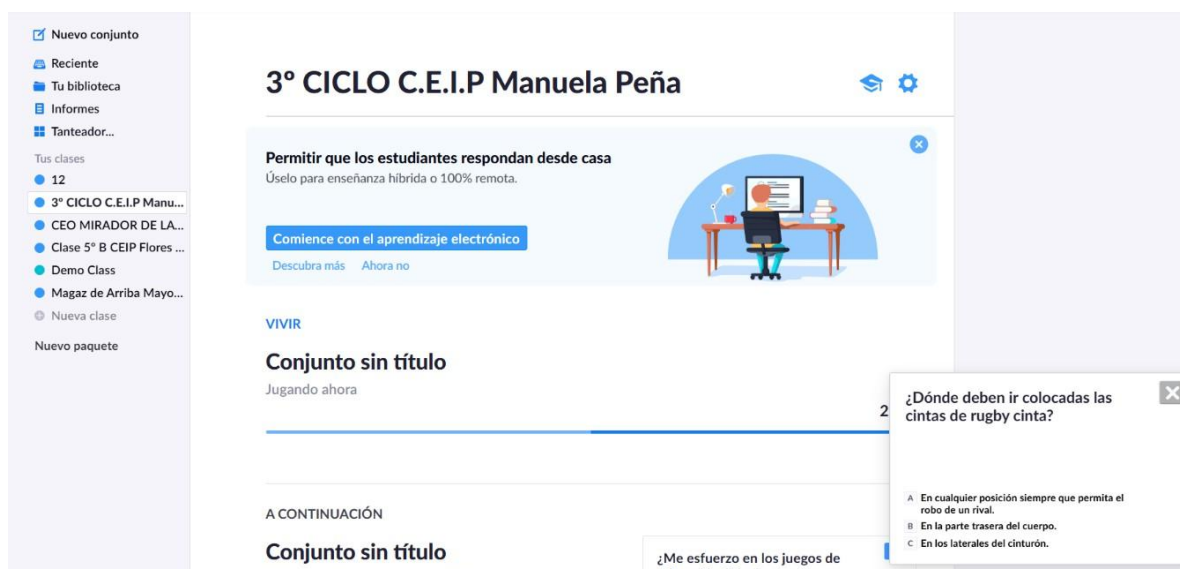 Nuevo conjunto
Reciente
Tu biblioteca
Informes
Tanteador...
Tus clases
12
3º CICLO C.E.I.P Manu...
CEO MIRADOR DE LA...
Clase 5º B CEIP Flores ...
Demo Class
Magaz de Arriba Mayo...
Nueva clase
Nuevo paquete
3º CICLO C.E.I.P Manuela Peña
Permitir que los estudiantes respondan desde casa
Úselo para enseñanza híbrida o 100% remota.
Comience con el aprendizaje electrónico
Descubra más Ahora no
VIVIR
Conjunto sin título
Jugando ahora
2
A CONTINUACIÓN
Conjunto sin título
¿Me esfuerzo en los juegos de
¿Dónde deben ir colocadas las
cintas de rugby cinta?
A En cualquier posición siempre que permita el
robo de un rival.
B En la parte trasera del cuerpo.
C En los laterales del cinturón.